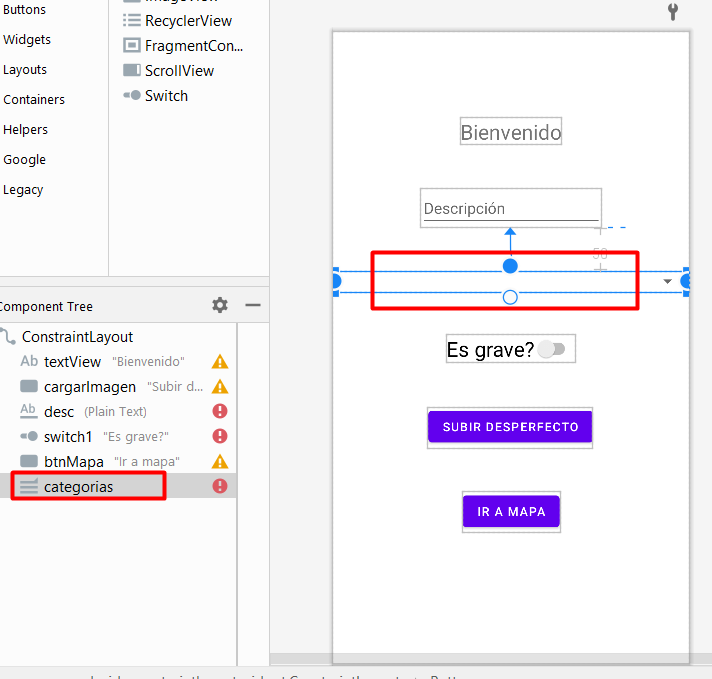 Buttons
Widgets
Layouts
Containers
Helpers
Google
Legacy
ImageView
RecyclerView
FragmentCon...
ScrollView
Switch
Bienvenido
Descripción
50
Es grave?
SUBIR DESPERFECTO
IR A MAPA
Component Tree
ConstraintLayout
Ab textView "Bienvenido"
cargarImagen "Subir d...
Ab desc (Plain Text)
switch1 "Es grave?"
btnMapa "Ir a mapa"
categorias